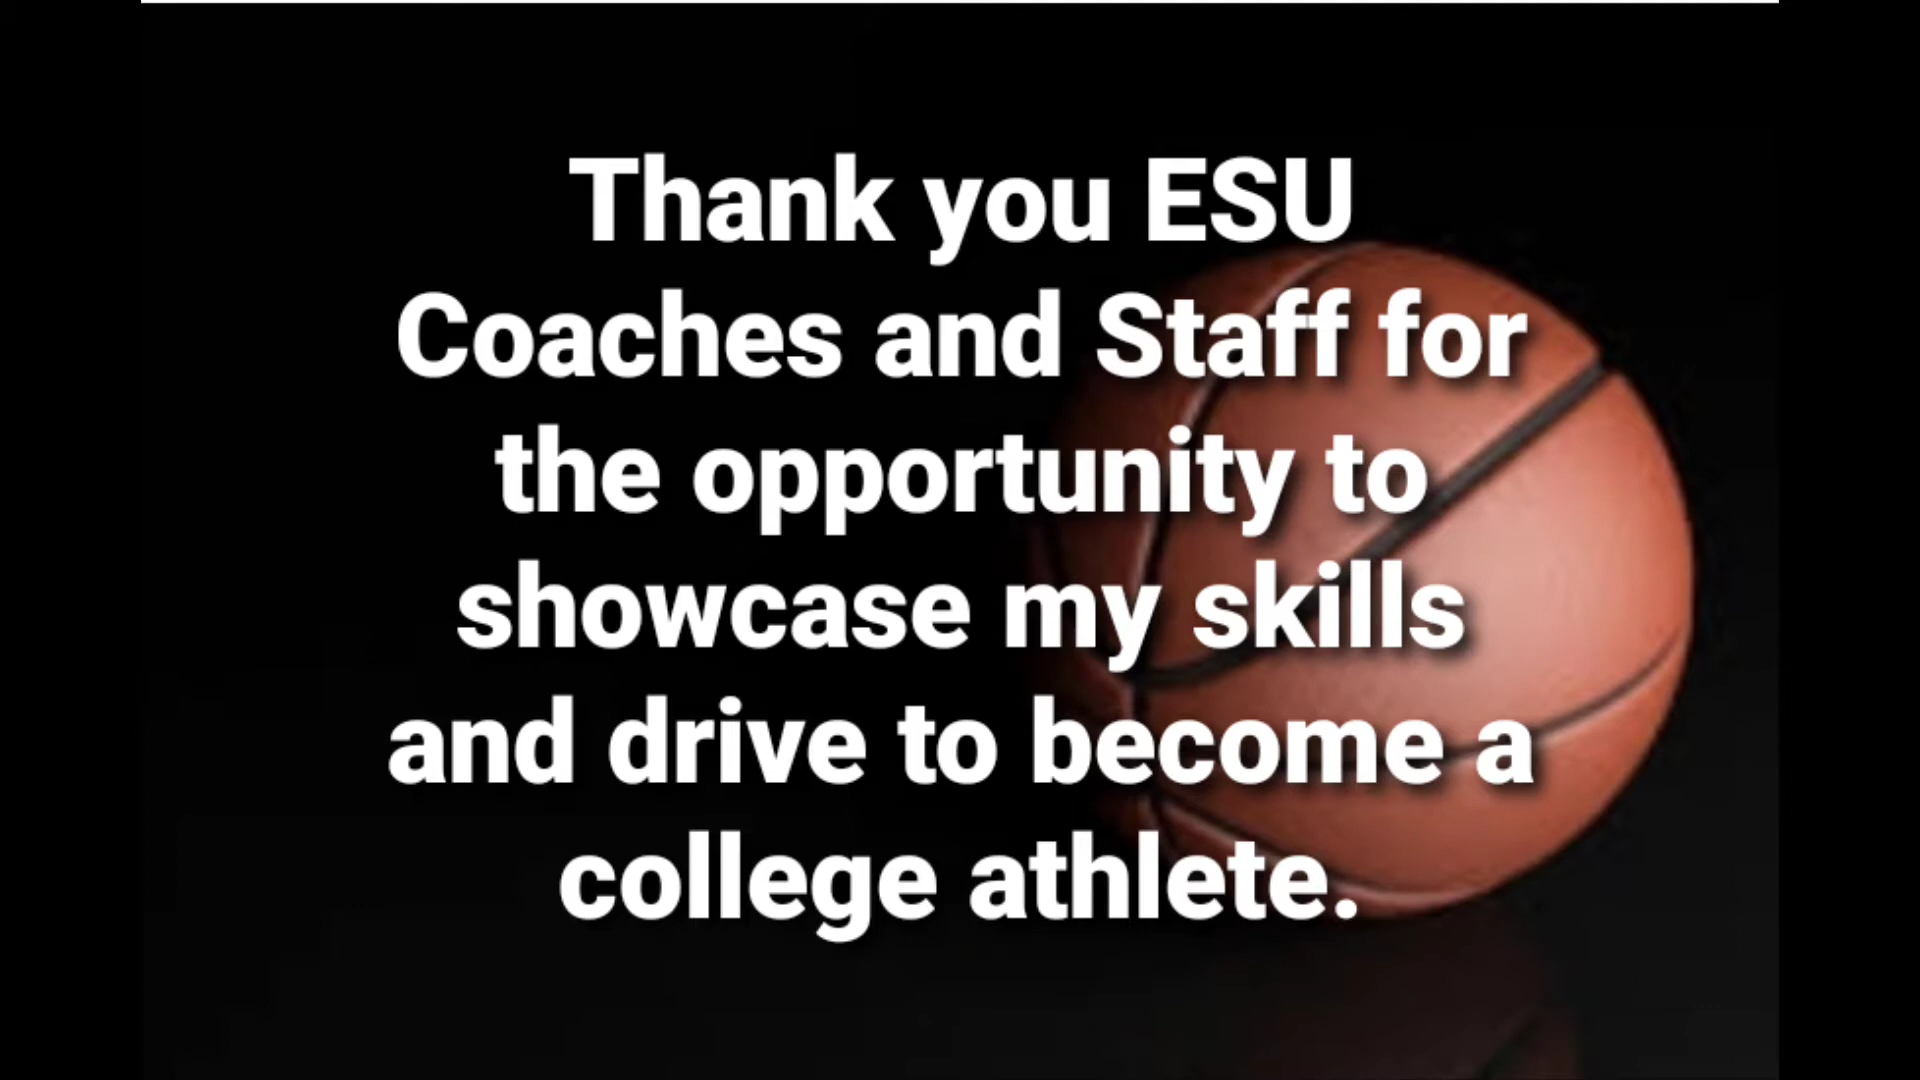 Thank you ESU
Coaches and Staff for
the opportunity to
showcase my skills
and drive to become a
college athlete.